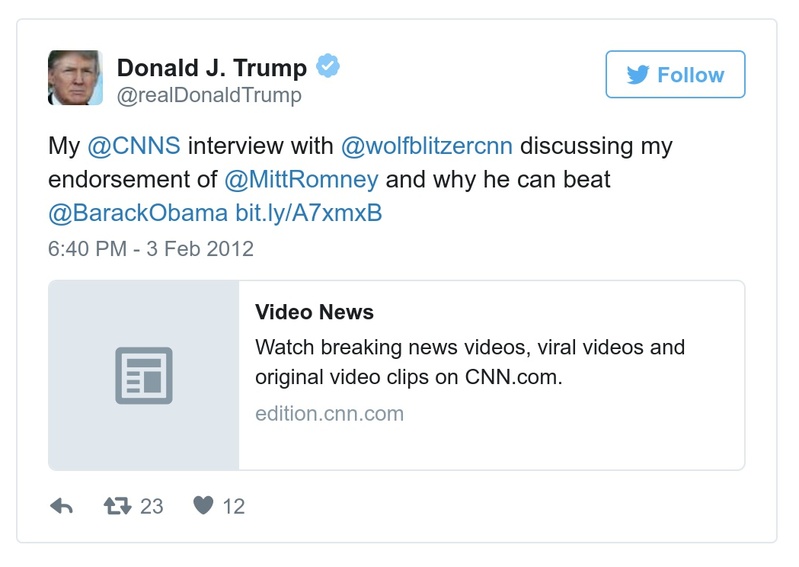 Donald J. Trump
@realDonaldTrump
Follow
My @CNNS interview with @wolfblitzercnn discussing my
endorsement of @MittRomney and why he can beat
@BarackObama bit.ly/A7xmxB
6:40 PM - 3 Feb 2012
Video News
Watch breaking news videos, viral videos and
original video clips on CNN.com.
edition.cnn.com
23
12